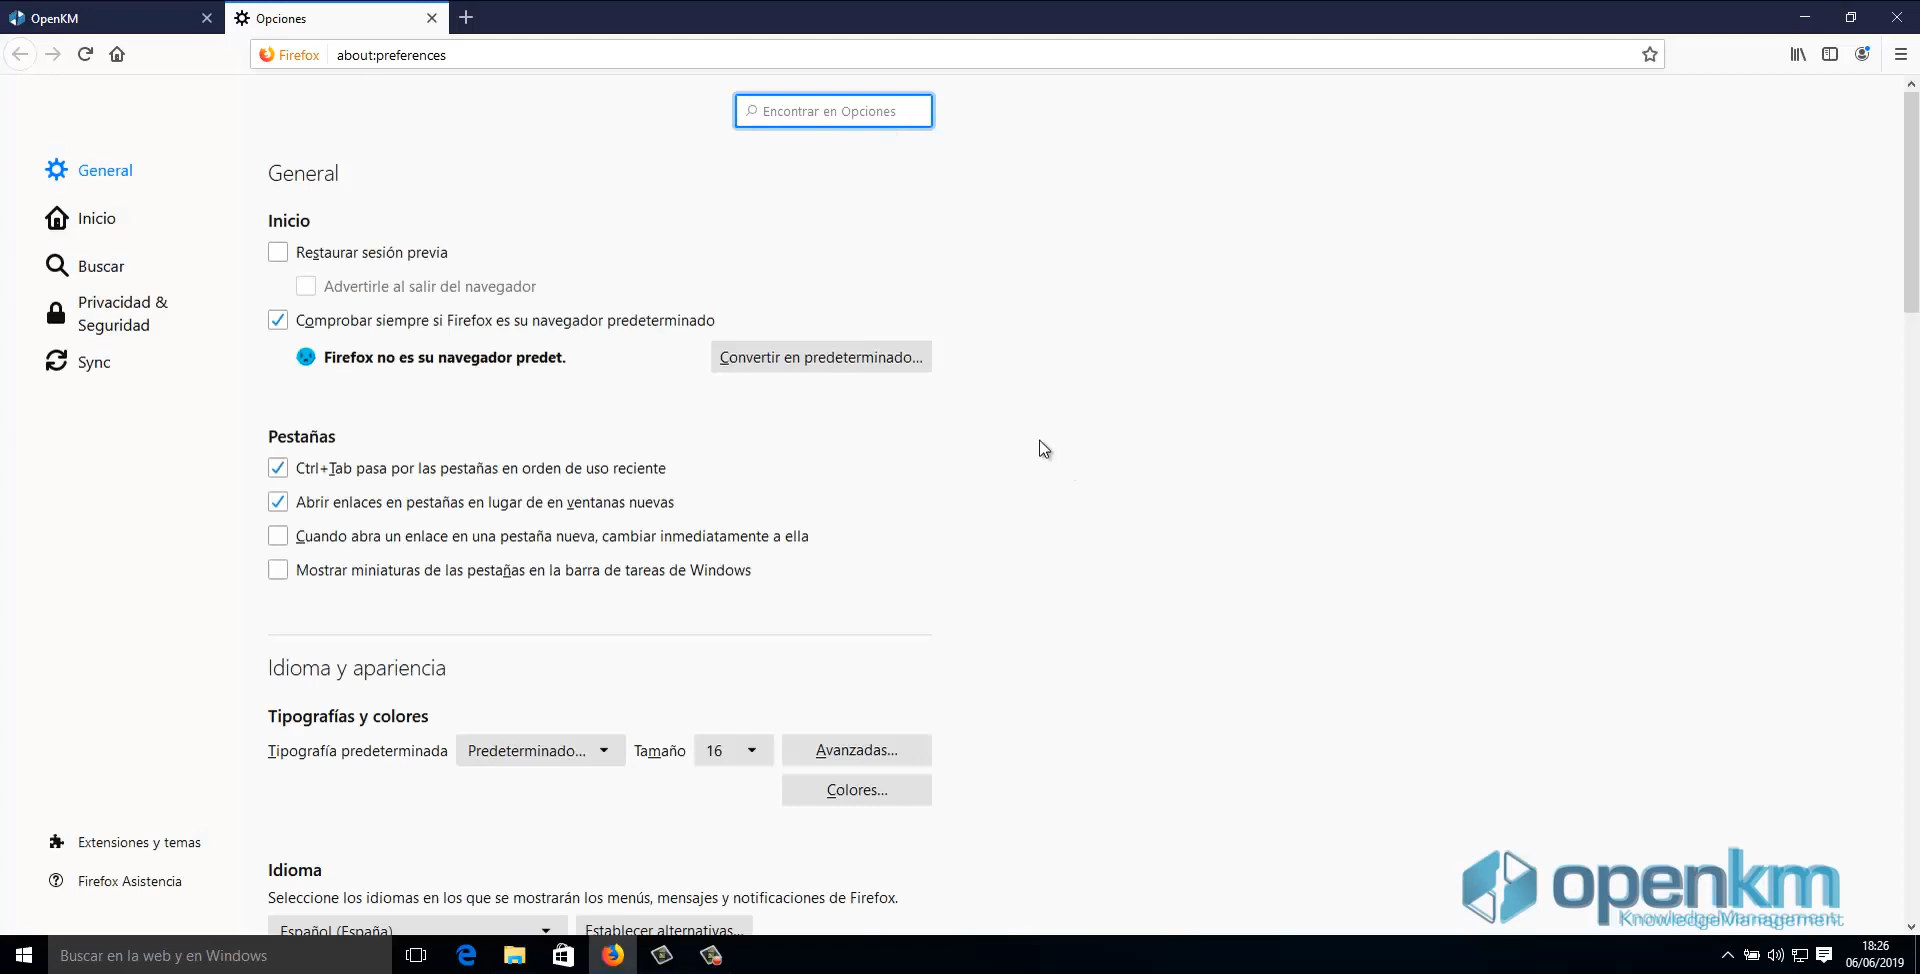 OpenKM
Opciones
Firefox
about:preferences
Encontrar en Opciones
General
Inicio
Buscar
Privacidad &
Seguridad
Sync
Extensiones y temas
Firefox Asistencia
General
Inicio
Restaurar sesión previa
Advertirle al salir del navegador
Comprobar siempre si Firefox es su navegador predeterminado
Firefox no es su navegador predet.
Convertir en predeterminado...
Pestañas
Ctrl+Tab pasa por las pestañas en orden de uso reciente
Abrir enlaces en pestañas en lugar de en ventanas nuevas
Cuando abra un enlace en una pestaña nueva, cambiar inmediatamente a ella
Mostrar miniaturas de las pestañas en la barra de tareas de Windows
Idioma y apariencia
Tipografías y colores
Tipografía predeterminada Predeterminado... Tamaño 16 Avanzadas...
Colores...
Idioma
Seleccione los idiomas en los que se mostrarán los menús, mensajes y notificaciones de Firefox.
Español (España) Establecer alternativas...
openkm
KnowledgeManagement
Buscar en la web y en Windows
18:26
06/06/2019